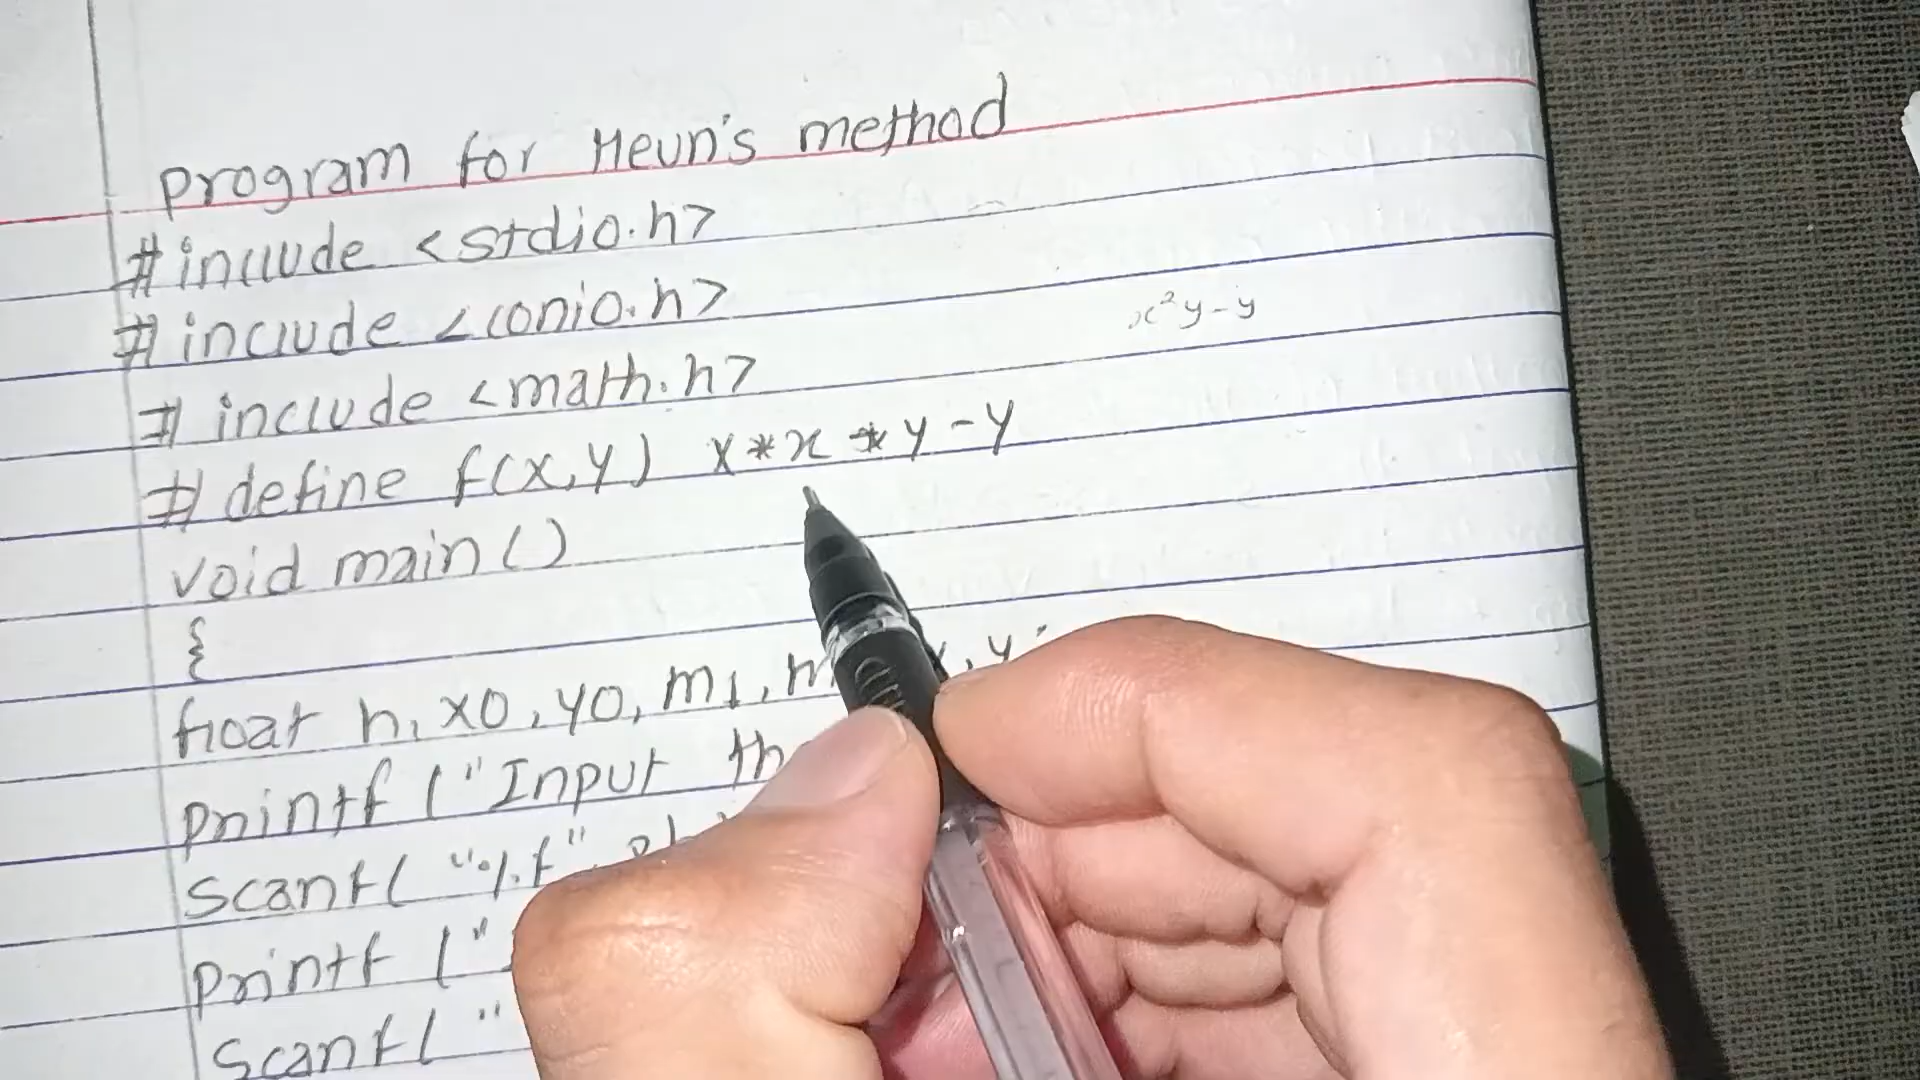 program for Heun's method
#include <stdio.h>
#include <conio.h>
x²y-y
#include <math.h>
#define f(x,y) x*x*y-y
void main()
{
float h, x0, y0, m1, x, y;
printf ("Input th
scanf( "%f"
printf ("
scanf( "